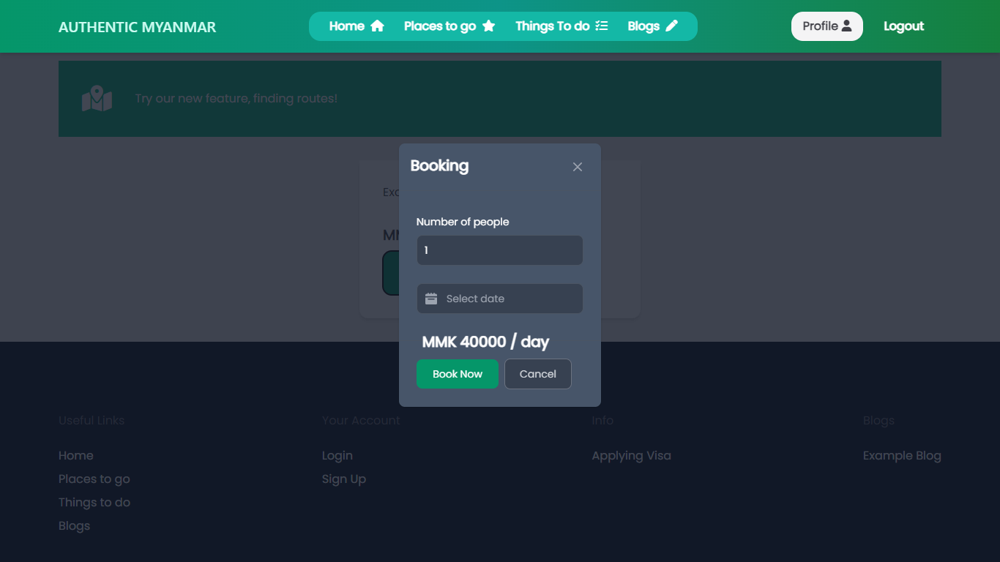 AUTHENTIC MYANMAR
Home
Places to go
Things To do
Blogs
Profile
Logout
Try our new feature, finding routes!
Booking
Number of people
1
Select date
MMK 40000 / day
Book Now
Cancel
Useful Links
Your Account
Info
Blogs
Home
Login
Applying Visa
Example Blog
Places to go
Sign Up
Things to do
Blogs